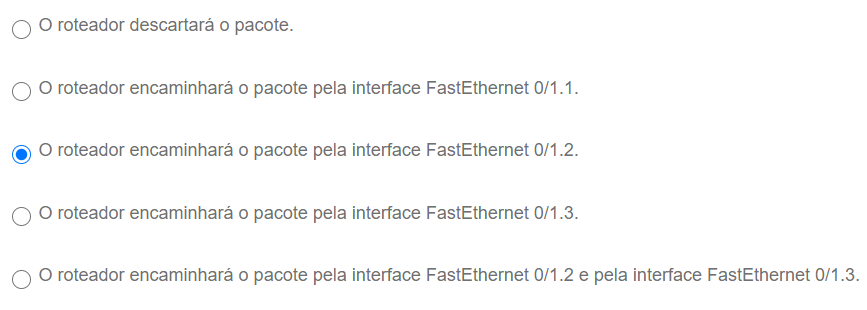 O roteador descartará o pacote.
O roteador encaminhará o pacote pela interface FastEthernet 0/1.1.
O roteador encaminhará o pacote pela interface FastEthernet 0/1.2.
O roteador encaminhará o pacote pela interface FastEthernet 0/1.3.
O roteador encaminhará o pacote pela interface FastEthernet 0/1.2 e pela interface FastEthernet 0/1.3.